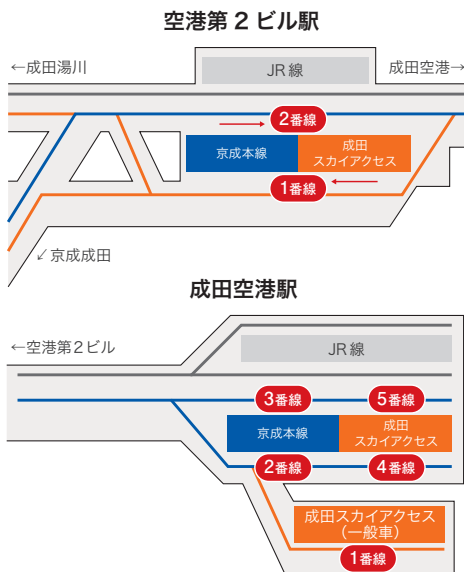 空港第2ビル駅
←成田湯川
JR線
成田空港→
2番線
京成本線
成田
スカイアクセス
1番線
↙京成成田
成田空港駅
←空港第2ビル
JR線
3番線
5番線
京成本線
成田
スカイアクセス
2番線
4番線
成田スカイアクセス
(一般車)
1番線